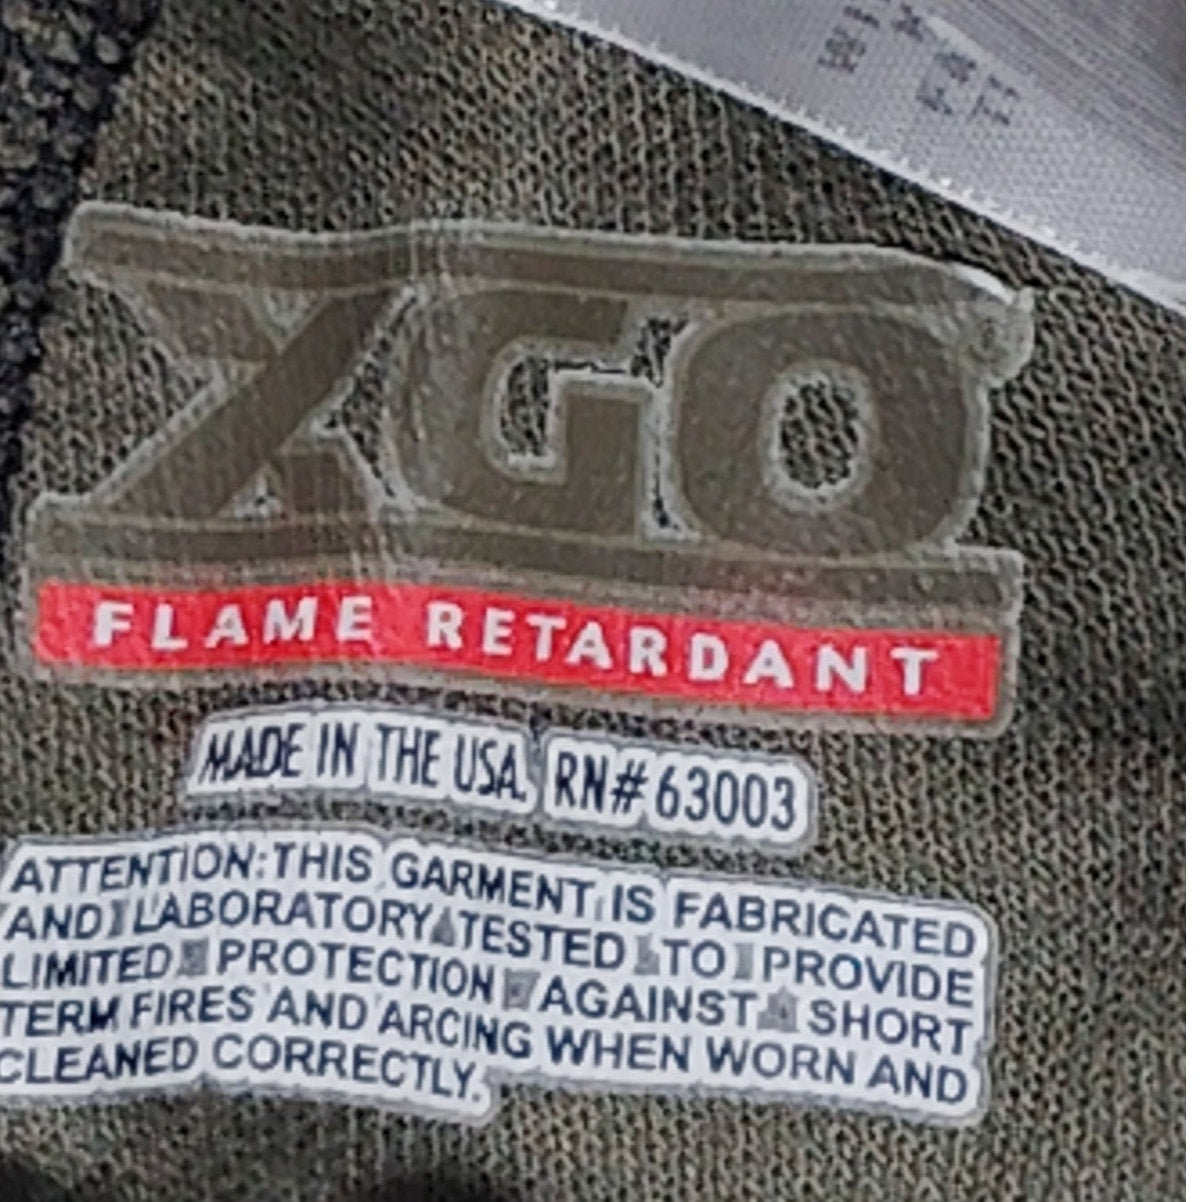 XGO
FLAME RETARDANT
MADE IN THE USA. RN#63003
ATTENTION: THIS GARMENT IS FABRICATED
AND LABORATORY TESTED TO PROVIDE
LIMITED PROTECTION AGAINST SHORT
TERM FIRES AND ARCING WHEN WORN AND
CLEANED CORRECTLY.